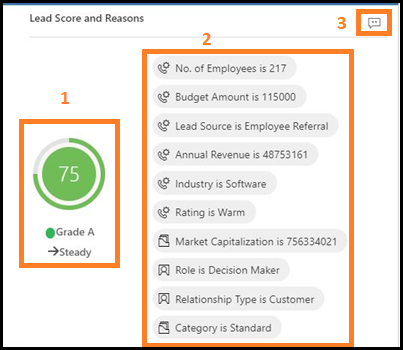 Lead Score and Reasons
3
2
1
No. of Employees is 217
Budget Amount is 115000
Lead Source is Employee Referral
Annual Revenue is 48753161
Industry is Software
Rating is Warm
Market Capitalization is 756334021
Role is Decision Maker
Relationship Type is Customer
Category is Standard
75
Grade A
Steady